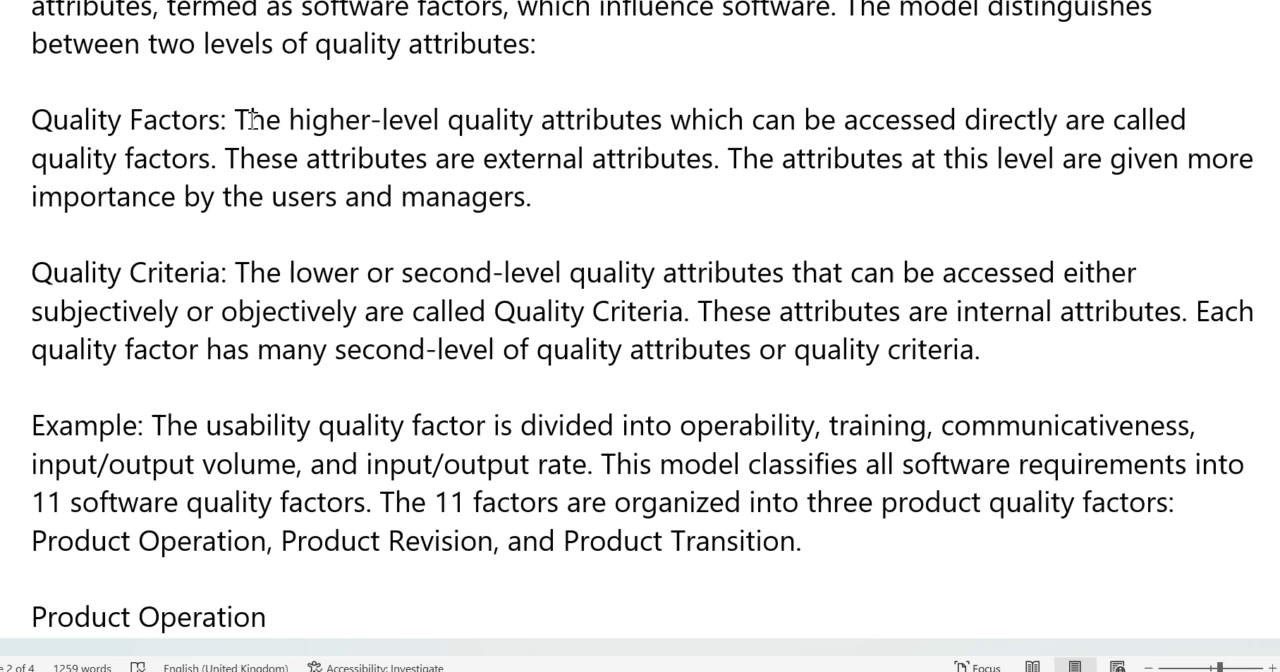 attributes, termed as software factors, which influence software. The model distinguishes
between two levels of quality attributes:
Quality Factors: The higher-level quality attributes which can be accessed directly are called
quality factors. These attributes are external attributes. The attributes at this level are given more
importance by the users and managers.
Quality Criteria: The lower or second-level quality attributes that can be accessed either
subjectively or objectively are called Quality Criteria. These attributes are internal attributes. Each
quality factor has many second-level of quality attributes or quality criteria.
Example: The usability quality factor is divided into operability, training, communicativeness,
input/output volume, and input/output rate. This model classifies all software requirements into
11 software quality factors. The 11 factors are organized into three product quality factors:
Product Operation, Product Revision, and Product Transition.
Product Operation
e 2 of 4 1259 words English (United Kingdom) Accessibility: Investigate Focus